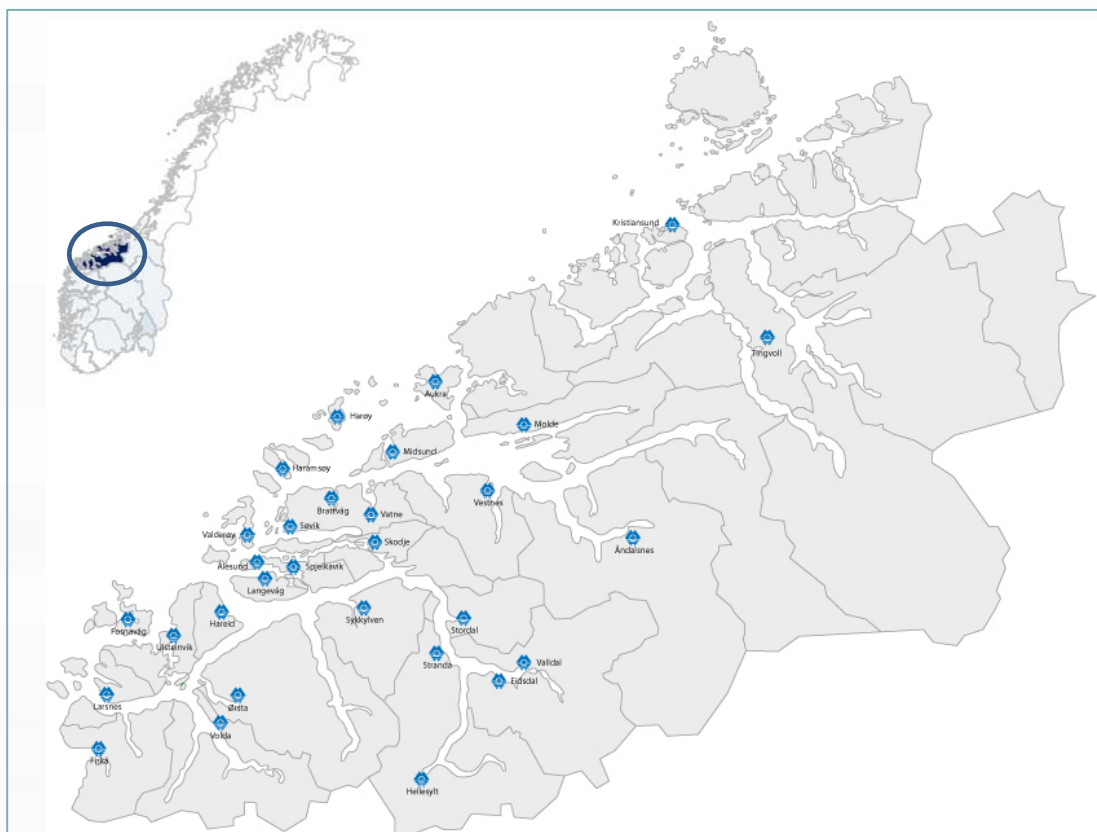 Kristiansund
Tingvoll
Aukra
Harøy
Molde
Midsund
Haramsøy
Vestnes
Brattvåg
Vatne
Søvik
Valderøy
Skodje
Åndalsnes
Ålesund
Spjelkavik
Langevåg
Hareid
Sykkylven
Fosnavåg
Stordal
Ulsteinvik
Stranda
Valldal
Eidsdal
Larsnes
Ørsta
Volda
Fiskå
Hellesylt